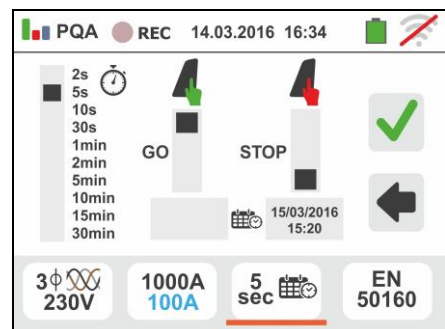 PQA REC 14.03.2016 16:34
2s
5s
10s
30s
1min
2min
5min
10min
15min
30min
GO
STOP
15/03/2016
15:20
3ϕ
230V
1000A
100A
5
sec
EN
50160